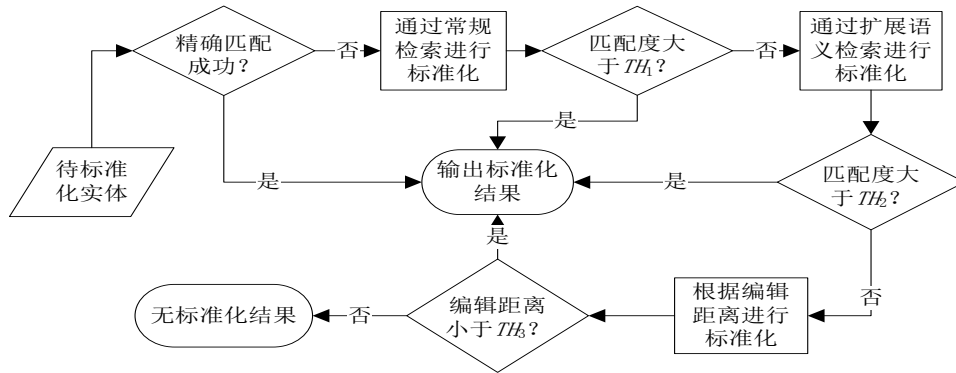 精确匹配
成功？
否
通过常规
检索进行
标准化
匹配度大
于TH₁？
否
通过扩展语
义检索进行
标准化
是
待标准
化实体
是
输出标准化
结果
是
匹配度大
于TH₂？
是
否
无标准化结果
否
编辑距离
小于TH₃？
根据编辑
距离进行
标准化